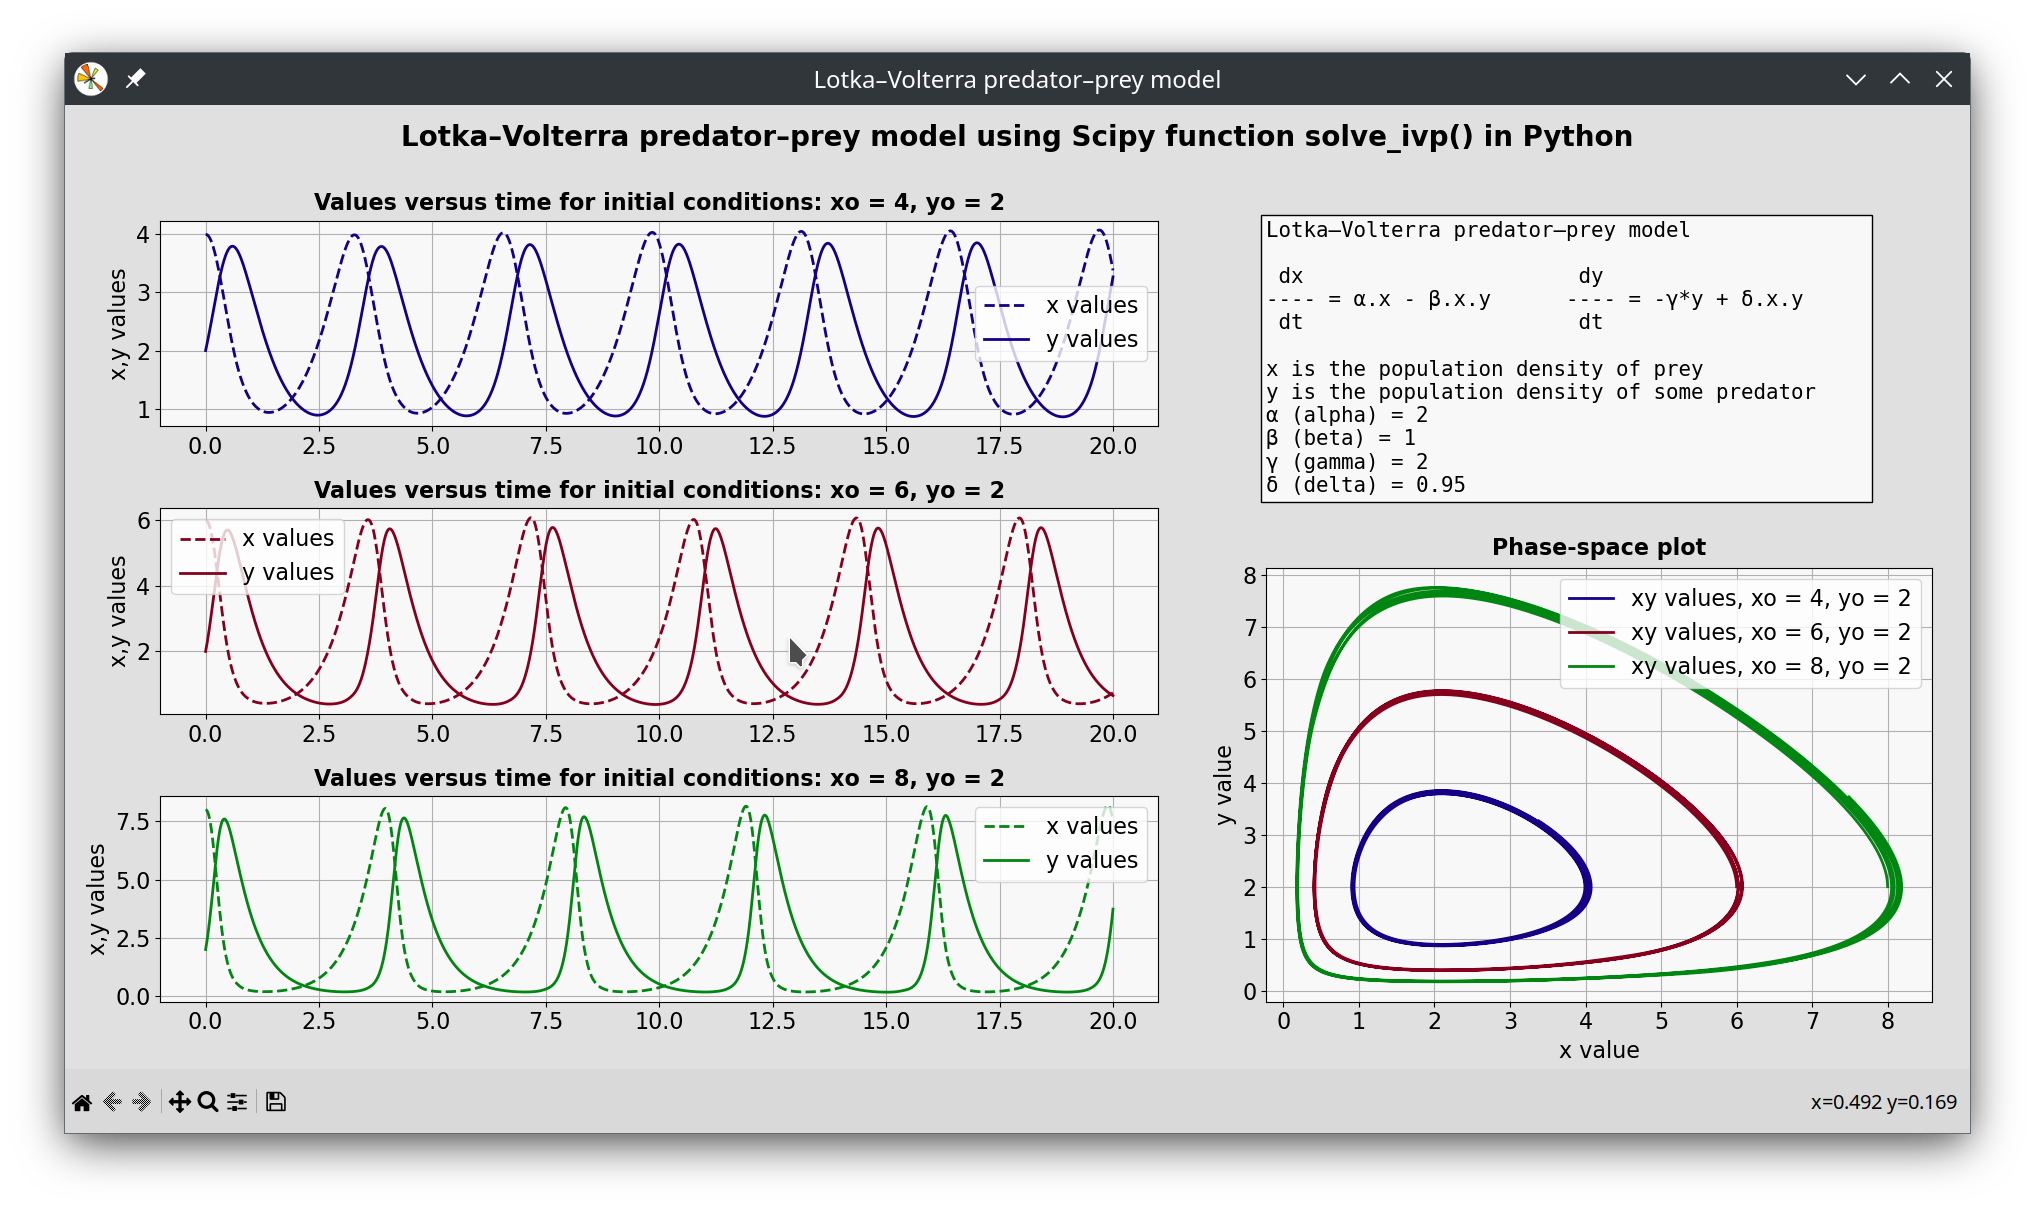 Lotka–Volterra predator–prey model
Lotka–Volterra predator–prey model using Scipy function solve_ivp() in Python
Values versus time for initial conditions: xo = 4, yo = 2
x,y values
4
3
2
1
0.0 2.5 5.0 7.5 10.0 12.5 15.0 17.5 20.0
x values
y values
Values versus time for initial conditions: xo = 6, yo = 2
x,y values
6
4
2
0.0 2.5 5.0 7.5 10.0 12.5 15.0 17.5 20.0
x values
y values
Values versus time for initial conditions: xo = 8, yo = 2
x,y values
7.5
5.0
2.5
0.0
0.0 2.5 5.0 7.5 10.0 12.5 15.0 17.5 20.0
x values
y values
Lotka–Volterra predator–prey model
dx dy
---- = α.x - β.x.y ---- = -γ*y + δ.x.y
dt dt
x is the population density of prey
y is the population density of some predator
α (alpha) = 2
β (beta) = 1
γ (gamma) = 2
δ (delta) = 0.95
Phase-space plot
y value
8
7
6
5
4
3
2
1
0
xy values, xo = 4, yo = 2
xy values, xo = 6, yo = 2
xy values, xo = 8, yo = 2
0 1 2 3 4 5 6 7 8
x value
x=0.492 y=0.169